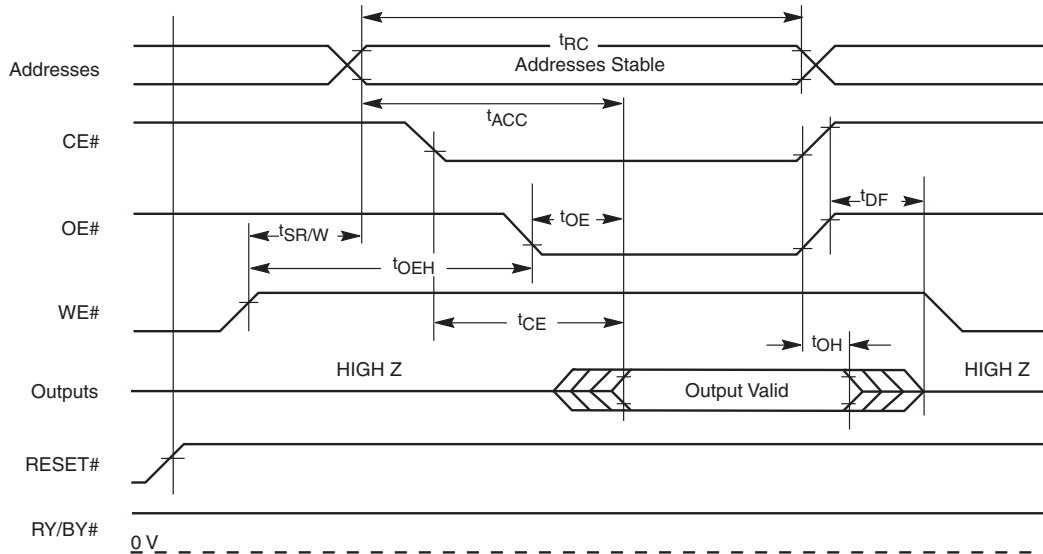 tRC
Addresses
Addresses Stable
tACC
CE#
tDF
tOE
OE#
tSR/W
tOEH
WE#
tCE
tOH
HIGH Z
HIGH Z
Outputs
Output Valid
RESET#
RY/BY#
0 V